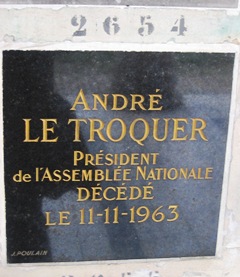 2654
ANDRÉ
LE TROQUER
PRÉSIDENT
de l'ASSEMBLÉE NATIONALE
DÉCÉDÉ
LE 11-11-1963
J. POULAIN